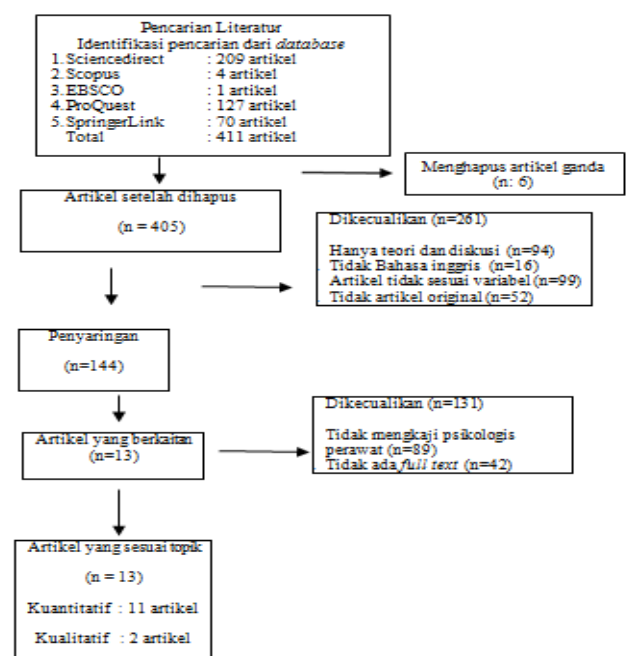 Pencarian Literatur
Identifikasi pencarian dari database
1. Sciencedirect : 209 artikel
2. Scopus : 4 artikel
3. EBSCO : 1 artikel
4. ProQuest : 127 artikel
5. SpringerLink : 70 artikel
Total : 411 artikel
Menghapus artikel ganda
(n: 6)
Artikel setelah dihapus
(n = 405)
Dikecualikan (n=261)
Hanya teori dan diskusi (n=94)
Tidak Bahasa inggris (n=16)
Artikel tidak sesuai variabel (n=99)
Tidak artikel original (n=52)
Penyaringan
(n=144)
Dikecualikan (n=131)
Tidak mengkaji psikologis
perawat (n=89)
Tidak ada full text (n=42)
Artikel yang berkaitan
(n=13)
Artikel yang sesuai topik
(n = 13)
Kuantitatif : 11 artikel
Kualitatif : 2 artikel